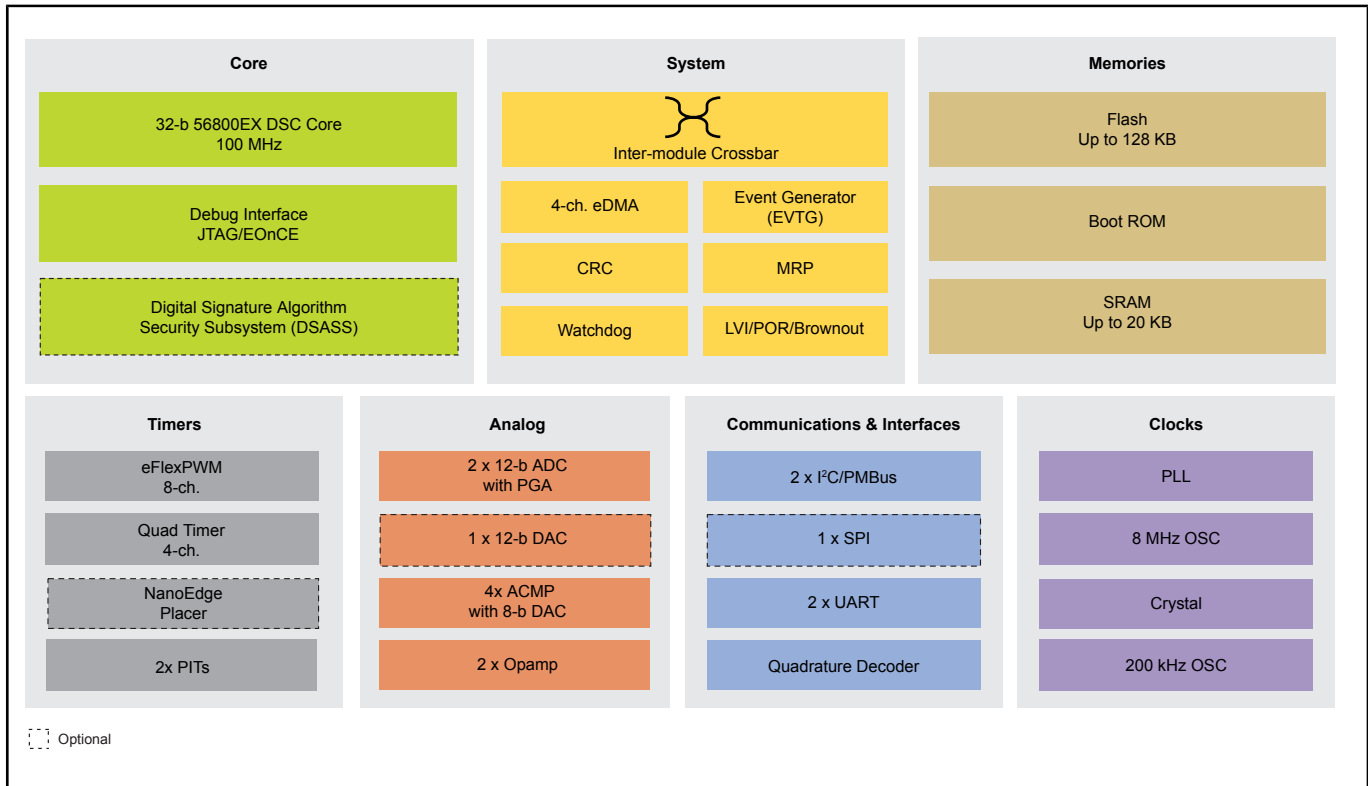 Core
32-b 56800EX DSC Core
100 MHz
Debug Interface
JTAG/EOnCE
Digital Signature Algorithm
Security Subsystem (DSASS)
System
Inter-module Crossbar
4-ch. eDMA
Event Generator
(EVTG)
CRC
MRP
Watchdog
LVI/POR/Brownout
Memories
Flash
Up to 128 KB
Boot ROM
SRAM
Up to 20 KB
Timers
eFlexPWM
8-ch.
Quad Timer
4-ch.
NanoEdge
Placer
2x PITs
Analog
2 x 12-b ADC
with PGA
1 x 12-b DAC
4x ACMP
with 8-b DAC
2 x Opamp
Communications & Interfaces
2 x I²C/PMBus
1 x SPI
2 x UART
Quadrature Decoder
Clocks
PLL
8 MHz OSC
Crystal
200 kHz OSC
Optional